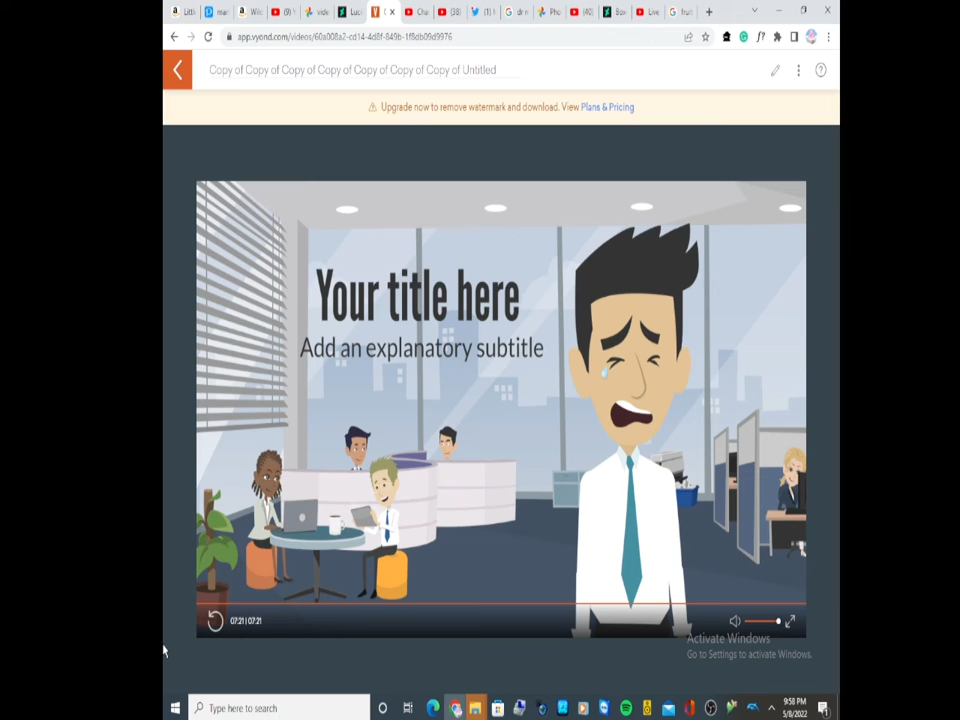 app.vyond.com/videos/60a008a2-cd14-4d8f-849b-1f8db09d9976
Copy of Copy of Copy of Copy of Copy of Copy of Copy of Untitled
Upgrade now to remove watermark and download. View Plans & Pricing
Your title here
Add an explanatory subtitle
07:21 | 07:21
Activate Windows
Go to Settings to activate Windows.
Type here to search
9:58 PM
5/8/2022